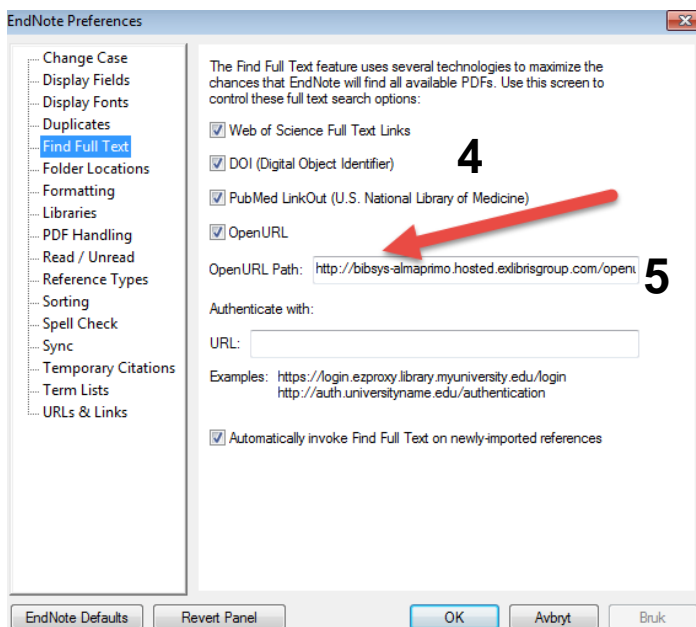 EndNote Preferences
Change Case
Display Fields
Display Fonts
Duplicates
Find Full Text
Folder Locations
Formatting
Libraries
PDF Handling
Read / Unread
Reference Types
Sorting
Spell Check
Sync
Temporary Citations
Term Lists
URLs & Links
The Find Full Text feature uses several technologies to maximize the
chances that EndNote will find all available PDFs. Use this screen to
control these full text search options:
Web of Science Full Text Links
DOI (Digital Object Identifier)
4
PubMed LinkOut (U.S. National Library of Medicine)
OpenURL
OpenURL Path: http://bibsys-almaprimo.hosted.exlibrisgroup.com/openu
5
Authenticate with:
URL:
Examples: https://login.ezproxy.library.myuniversity.edu/login
http://auth.universityname.edu/authentication
Automatically invoke Find Full Text on newly-imported references
EndNote Defaults
Revert Panel
OK
Avbryt
Bruk